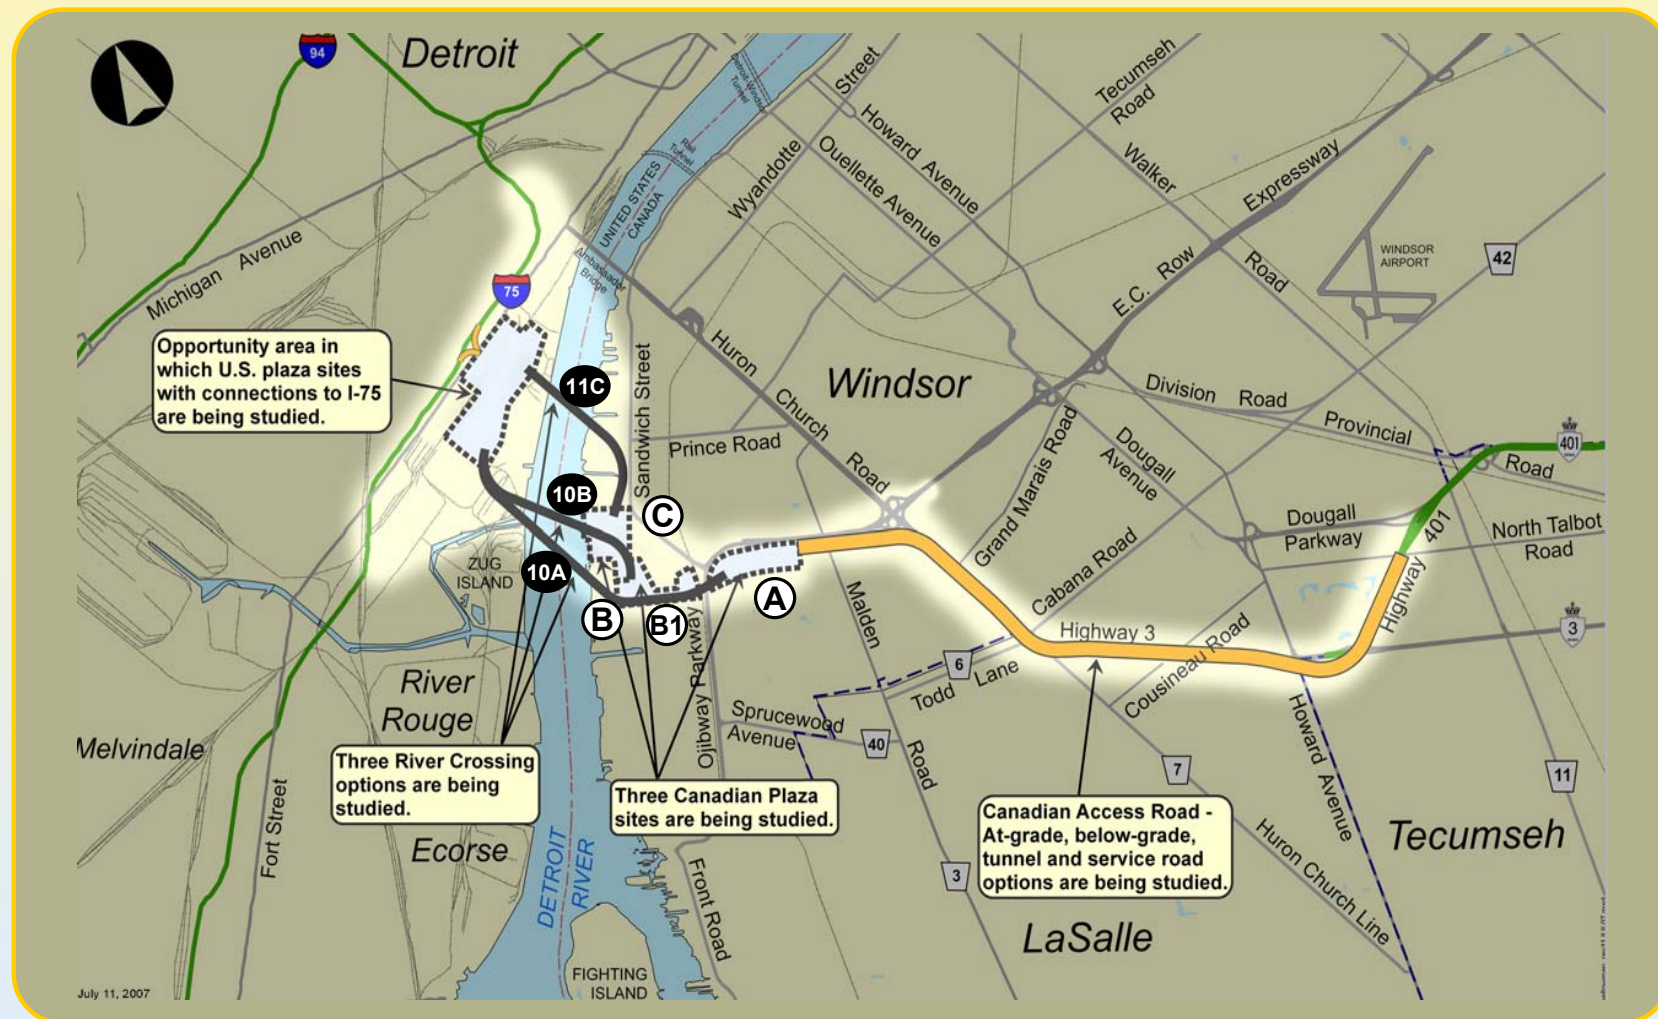 94
Detroit
Detroit-Windsor
Tunnel
Street
Howard Avenue
Tecumseh
Road
Rail
Tunnel
Wyandotte
Ouellette Avenue
Walker
Road
Expressway
E.C. Row
UNITED STATES
CANADA
Michigan Avenue
Ambassador
Bridge
WINDSOR
AIRPORT
42
75
Opportunity area in
which U.S. plaza sites
with connections to I-75
are being studied.
11C
Sandwich Street
Huron
Church
Road
Windsor
Prince Road
Division Road
Provincial
Road
401
Grand Marais Road
Dougall
Avenue
10B
C
Dougall
Parkway
401
Highway
North Talbot
Road
ZUG
ISLAND
10A
A
B
B1
Cabana Road
Malden
Road
Highway 3
3
Cousineau Road
6
Todd Lane
Ojibway Parkway
River
Rouge
Melvindale
Sprucewood
Avenue
40
7
Howard Avenue
11
Three River Crossing
options are being
studied.
Three Canadian Plaza
sites are being studied.
Canadian Access Road -
At-grade, below-grade,
tunnel and service road
options are being studied.
Fort Street
Ecorse
DETROIT
RIVER
Front Road
3
Huron Church Line
Tecumseh
LaSalle
FIGHTING
ISLAND
July 11, 2007